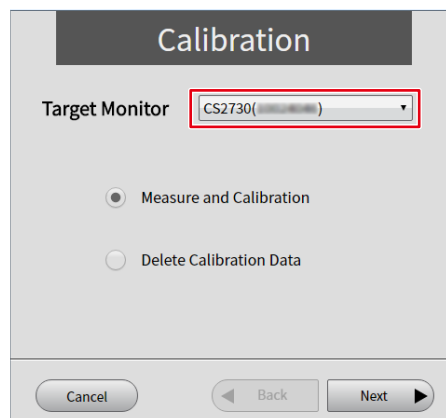 Calibration
Target Monitor CS2730( )
Measure and Calibration
Delete Calibration Data
Cancel Back Next